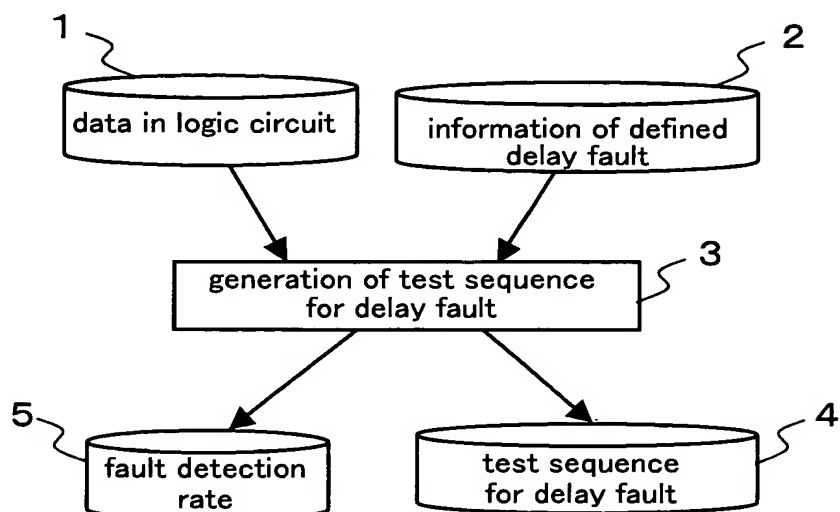 1
2
data in logic circuit
information of defined
delay fault
3
generation of test sequence
for delay fault
5
4
fault detection
rate
test sequence
for delay fault